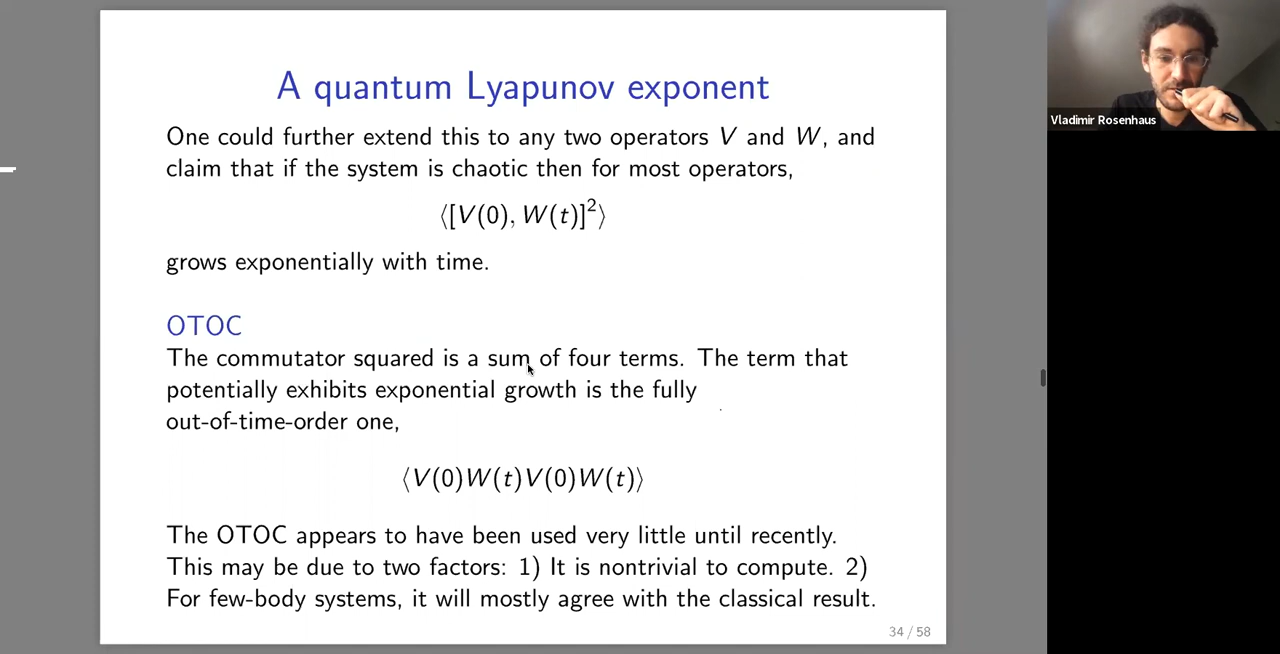 A quantum Lyapunov exponent
One could further extend this to any two operators V and W, and
claim that if the system is chaotic then for most operators,
⟨[V(0), W(t)]²⟩
grows exponentially with time.
OTOC
The commutator squared is a sum of four terms. The term that
potentially exhibits exponential growth is the fully
out-of-time-order one,
⟨V(0)W(t)V(0)W(t)⟩
The OTOC appears to have been used very little until recently.
This may be due to two factors: 1) It is nontrivial to compute. 2)
For few-body systems, it will mostly agree with the classical result.
34 / 58
Vladimir Rosenhaus